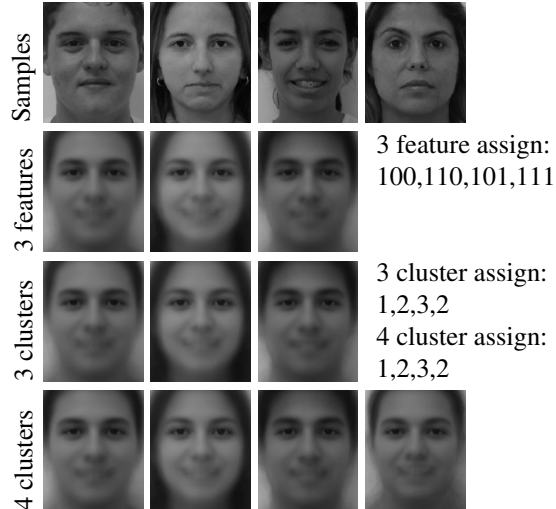 Samples
3 features
3 feature assign:
100,110,101,111
3 clusters
3 cluster assign:
1,2,3,2
4 cluster assign:
1,2,3,2
4 clusters